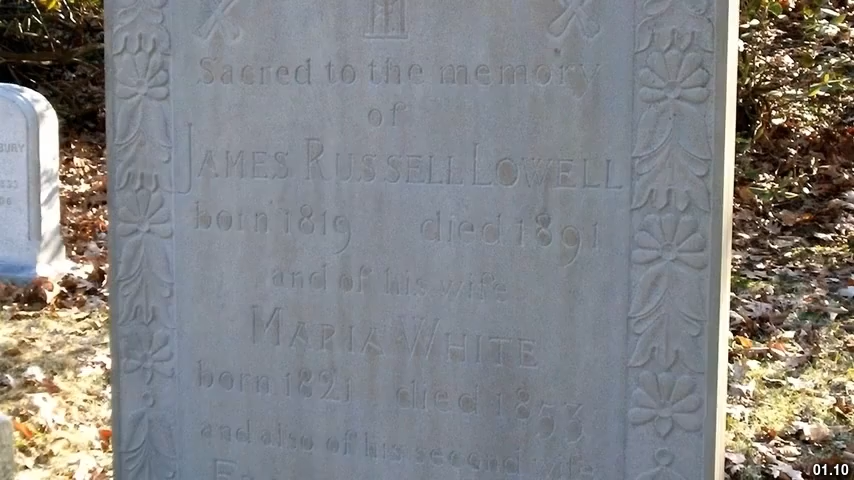 Sacred to the memory
of
JAMES RUSSELL LOWELL
born 1819 died 1891
and of his wife
MARIA WHITE
born 1821 died 1853
and also of his second wife
BURY
01.10